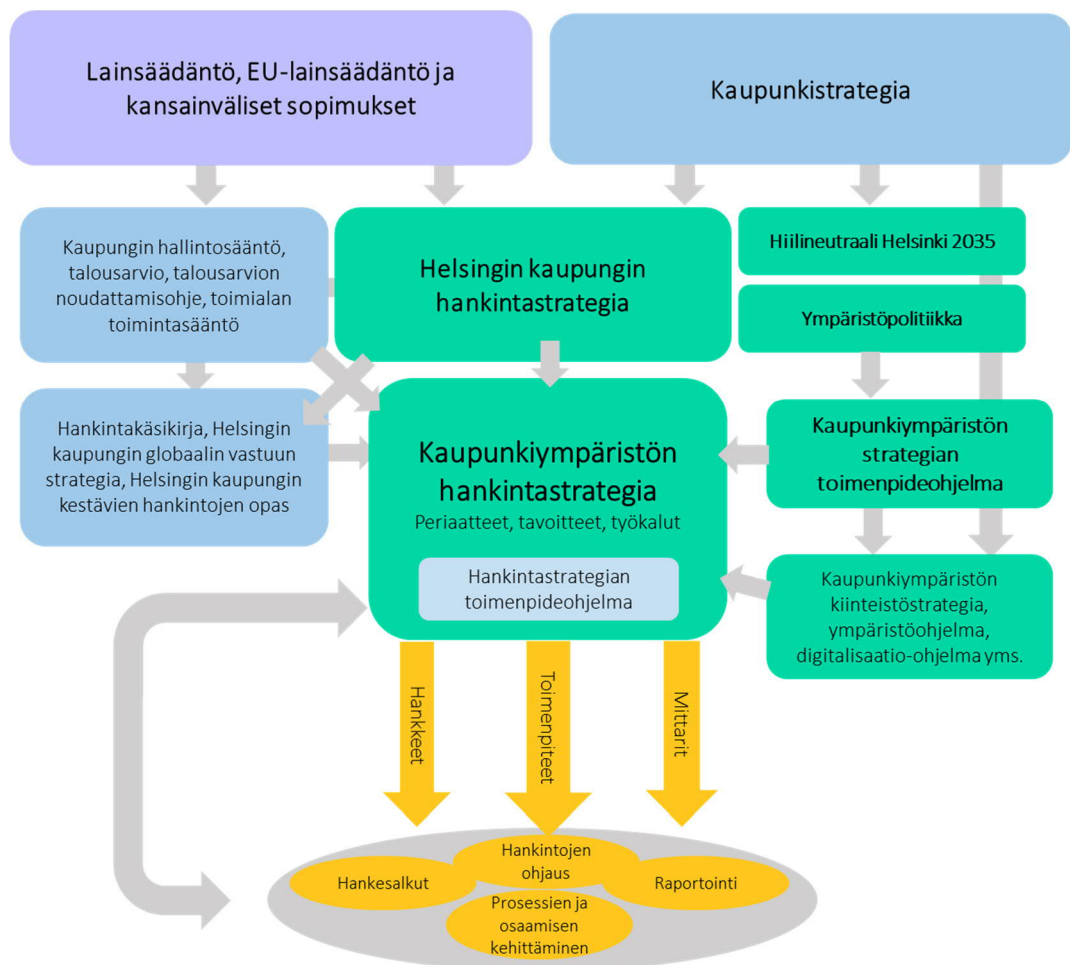 Lainsäädäntö, EU-lainsäädäntö ja
kansainväliset sopimukset
Kaupunkistrategia
Kaupungin hallintosääntö,
talousarvio, talousarvion
noudattamisohje, toimialan
toimintasääntö
Helsingin kaupungin
hankintastrategia
Hiilineutraali Helsinki 2035
Ympäristöpolitiikka
Hankintakäsikirja, Helsingin
kaupungin globaalin vastuun
strategia, Helsingin kaupungin
kestävien hankintojen opas
Kaupunkiympäristön
hankintastrategia
Periaatteet, tavoitteet, työkalut
Hankintastrategian
toimenpideohjelma
Kaupunkiympäristön
strategian
toimenpideohjelma
Kaupunkiympäristön
kiinteistöstrategia,
ympäristöohjelma,
digitalisaatio-ohjelma yms.
Hankkeet
Toimenpiteet
Mittarit
Hankesalkut
Hankintojen
ohjaus
Raportointi
Prosessien ja
osaamisen
kehittäminen